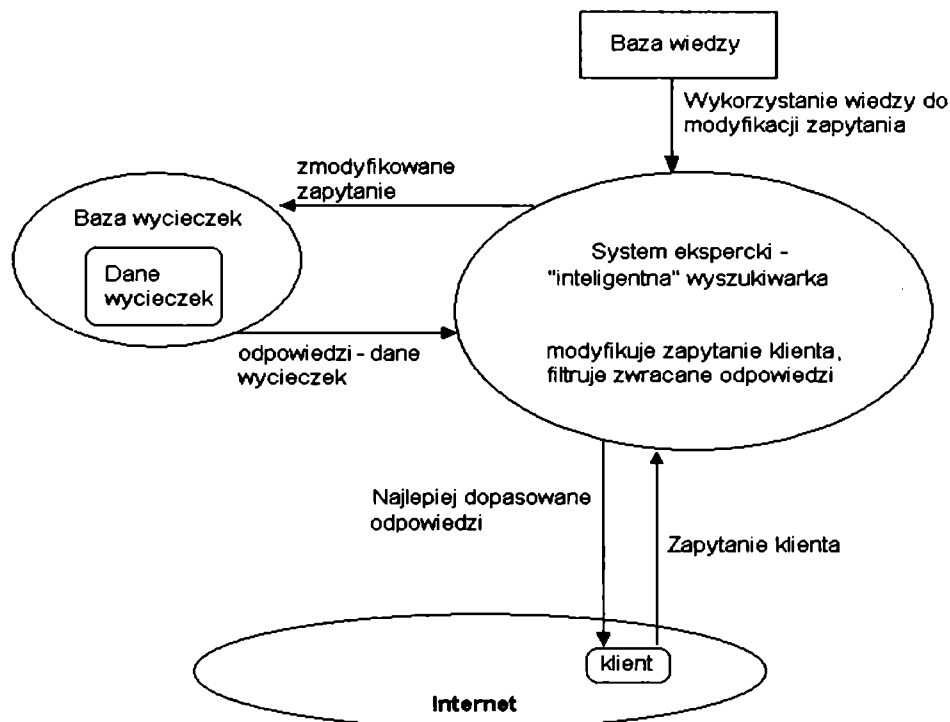 Baza wiedzy
Wykorzystanie wiedzy do
modyfikacji zapytania
zmodyfikowane
zapytanie
Baza wycieczek
Dane
wycieczek
System ekspercki -
"inteligentna" wyszukiwarka
modyfikuje zapytanie klienta,
filtruje zwracane odpowiedzi
odpowiedzi - dane
wycieczek
Najlepiej dopasowane
odpowiedzi
Zapytanie klienta
klient
Internet